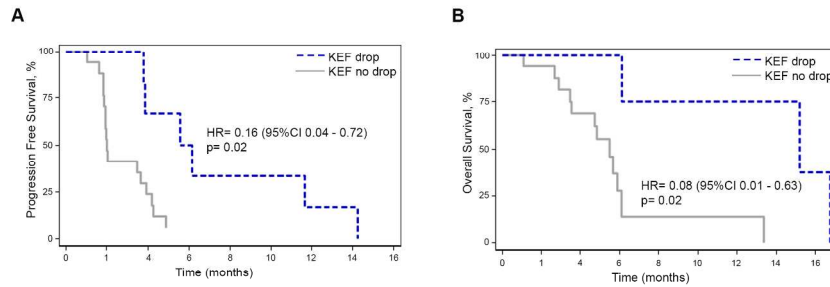 A
Progression Free Survival, %
100
75
50
25
0
KEF drop
KEF no drop
HR= 0.16 (95%CI 0.04 - 0.72)
p= 0.02
0 1 4 6 8 10 12 14 16
Time (months)
B
Overall Survival, %
100
75
50
25
0
KEF drop
KEF no drop
HR= 0.08 (95%CI 0.01 - 0.63)
p= 0.02
0 1 4 6 8 10 12 14 16
Time (months)